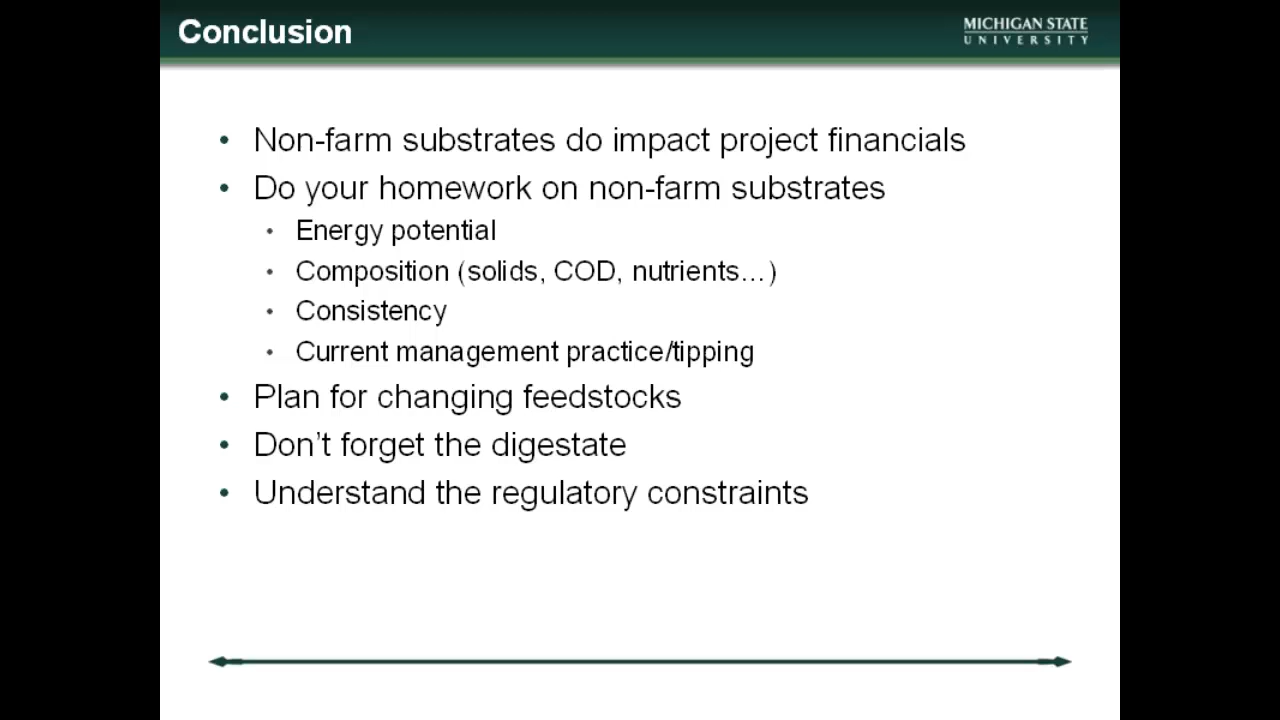 Conclusion
MICHIGAN STATE
UNIVERSITY
• Non-farm substrates do impact project financials
• Do your homework on non-farm substrates
• Energy potential
• Composition (solids, COD, nutrients…)
• Consistency
• Current management practice/tipping
• Plan for changing feedstocks
• Don’t forget the digestate
• Understand the regulatory constraints